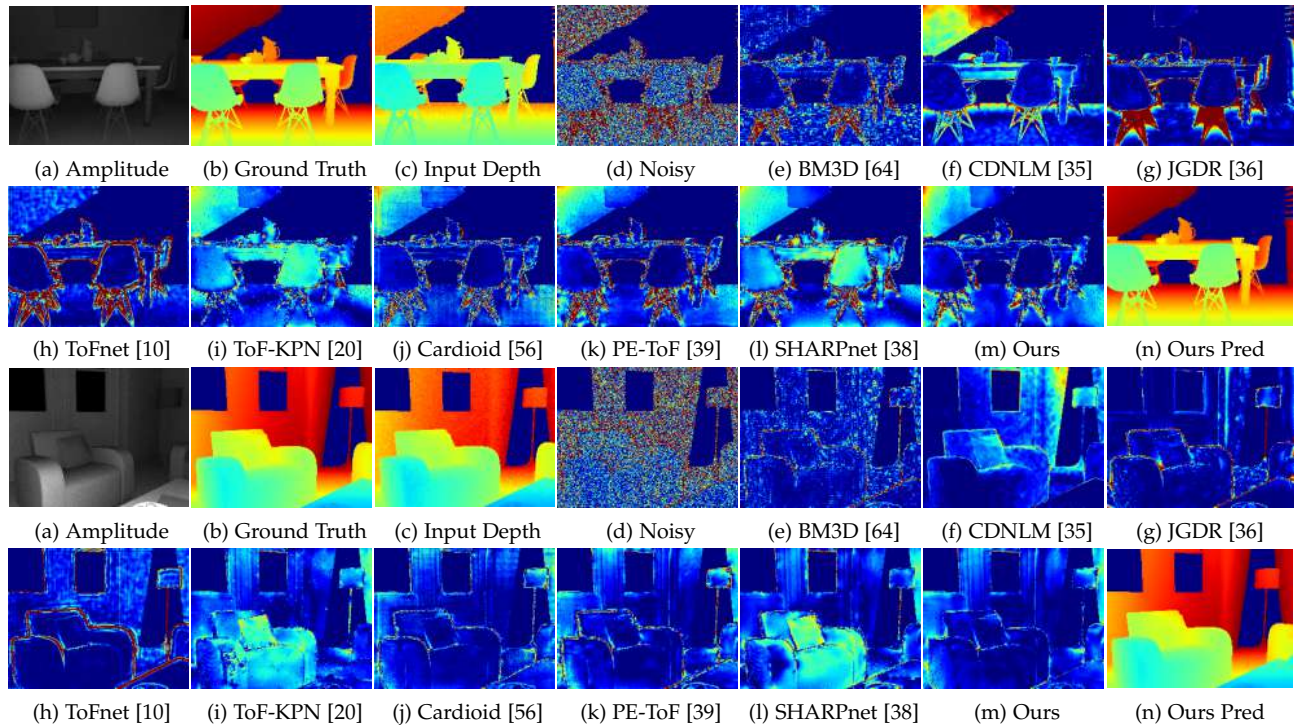 (a) Amplitude (b) Ground Truth (c) Input Depth (d) Noisy (e) BM3D [64] (f) CDNLM [35] (g) JGDR [36]
(h) ToFnet [10] (i) ToF-KPN [20] (j) Cardioid [56] (k) PE-ToF [39] (l) SHARPnet [38] (m) Ours (n) Ours Pred
(a) Amplitude (b) Ground Truth (c) Input Depth (d) Noisy (e) BM3D [64] (f) CDNLM [35] (g) JGDR [36]
(h) ToFnet [10] (i) ToF-KPN [20] (j) Cardioid [56] (k) PE-ToF [39] (l) SHARPnet [38] (m) Ours (n) Ours Pred